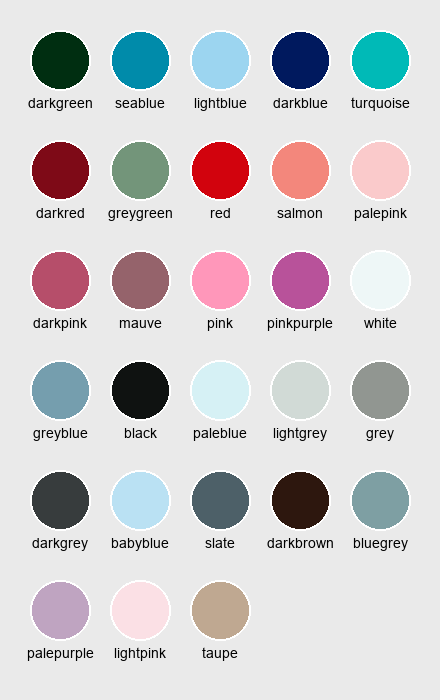 darkgreen seablue lightblue darkblue turquoise
darkred greygreen red salmon palepink
darkpink mauve pink pinkpurple white
greyblue black paleblue lightgrey grey
darkgrey babyblue slate darkbrown bluegrey
palepurple lightpink taupe